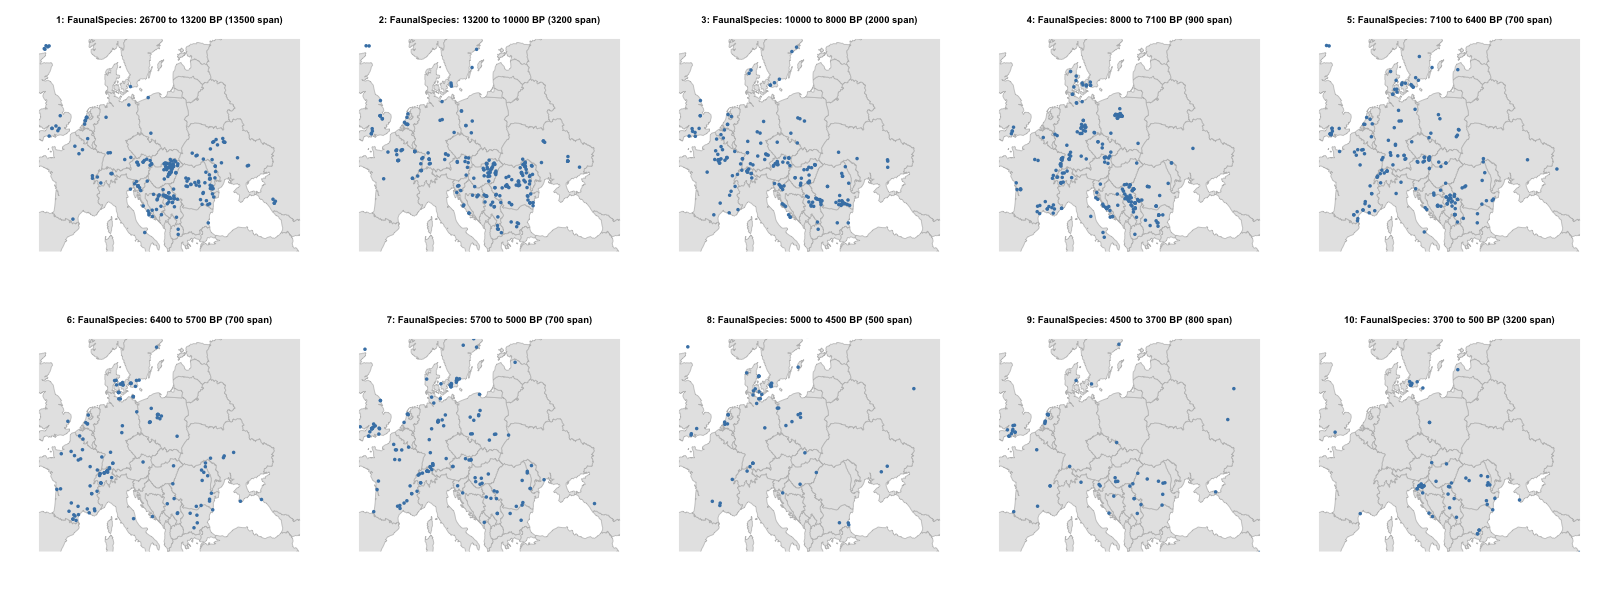 1: FaunalSpecies: 26700 to 13200 BP (13500 span)
2: FaunalSpecies: 13200 to 10000 BP (3200 span)
3: FaunalSpecies: 10000 to 8000 BP (2000 span)
4: FaunalSpecies: 8000 to 7100 BP (900 span)
5: FaunalSpecies: 7100 to 6400 BP (700 span)
6: FaunalSpecies: 6400 to 5700 BP (700 span)
7: FaunalSpecies: 5700 to 5000 BP (700 span)
8: FaunalSpecies: 5000 to 4500 BP (500 span)
9: FaunalSpecies: 4500 to 3700 BP (800 span)
10: FaunalSpecies: 3700 to 500 BP (3200 span)